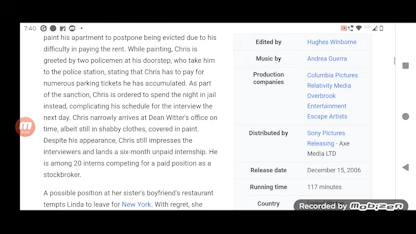 7:40
paint his apartment to postpone being evicted due to his
difficulty in paying the rent. While painting, Chris is
greeted by two policemen at his doorstep, who take him
to the police station, stating that Chris has to pay for
numerous parking tickets he has accumulated. As part
of the sanction, Chris is ordered to spend the night in jail
instead, complicating his schedule for the interview the
next day. Chris narrowly arrives at Dean Witter's office on
time, albeit still in shabby clothes, covered in paint.
Despite his appearance, Chris still impresses the
interviewers and lands a six-month unpaid internship. He
is among 20 interns competing for a paid position as a
stockbroker.
A possible position at her sister's boyfriend's restaurant
tempts Linda to leave for New York. With regret, she
Edited by Hughes Winborne
Music by Andrea Guerra
Production companies
Columbia Pictures
Relativity Media
Overbrook
Entertainment
Escape Artists
Distributed by Sony Pictures
Releasing - Axe
Media LTD
Release date December 15, 2006
Running time 117 minutes
Country
Recorded by Mobizen